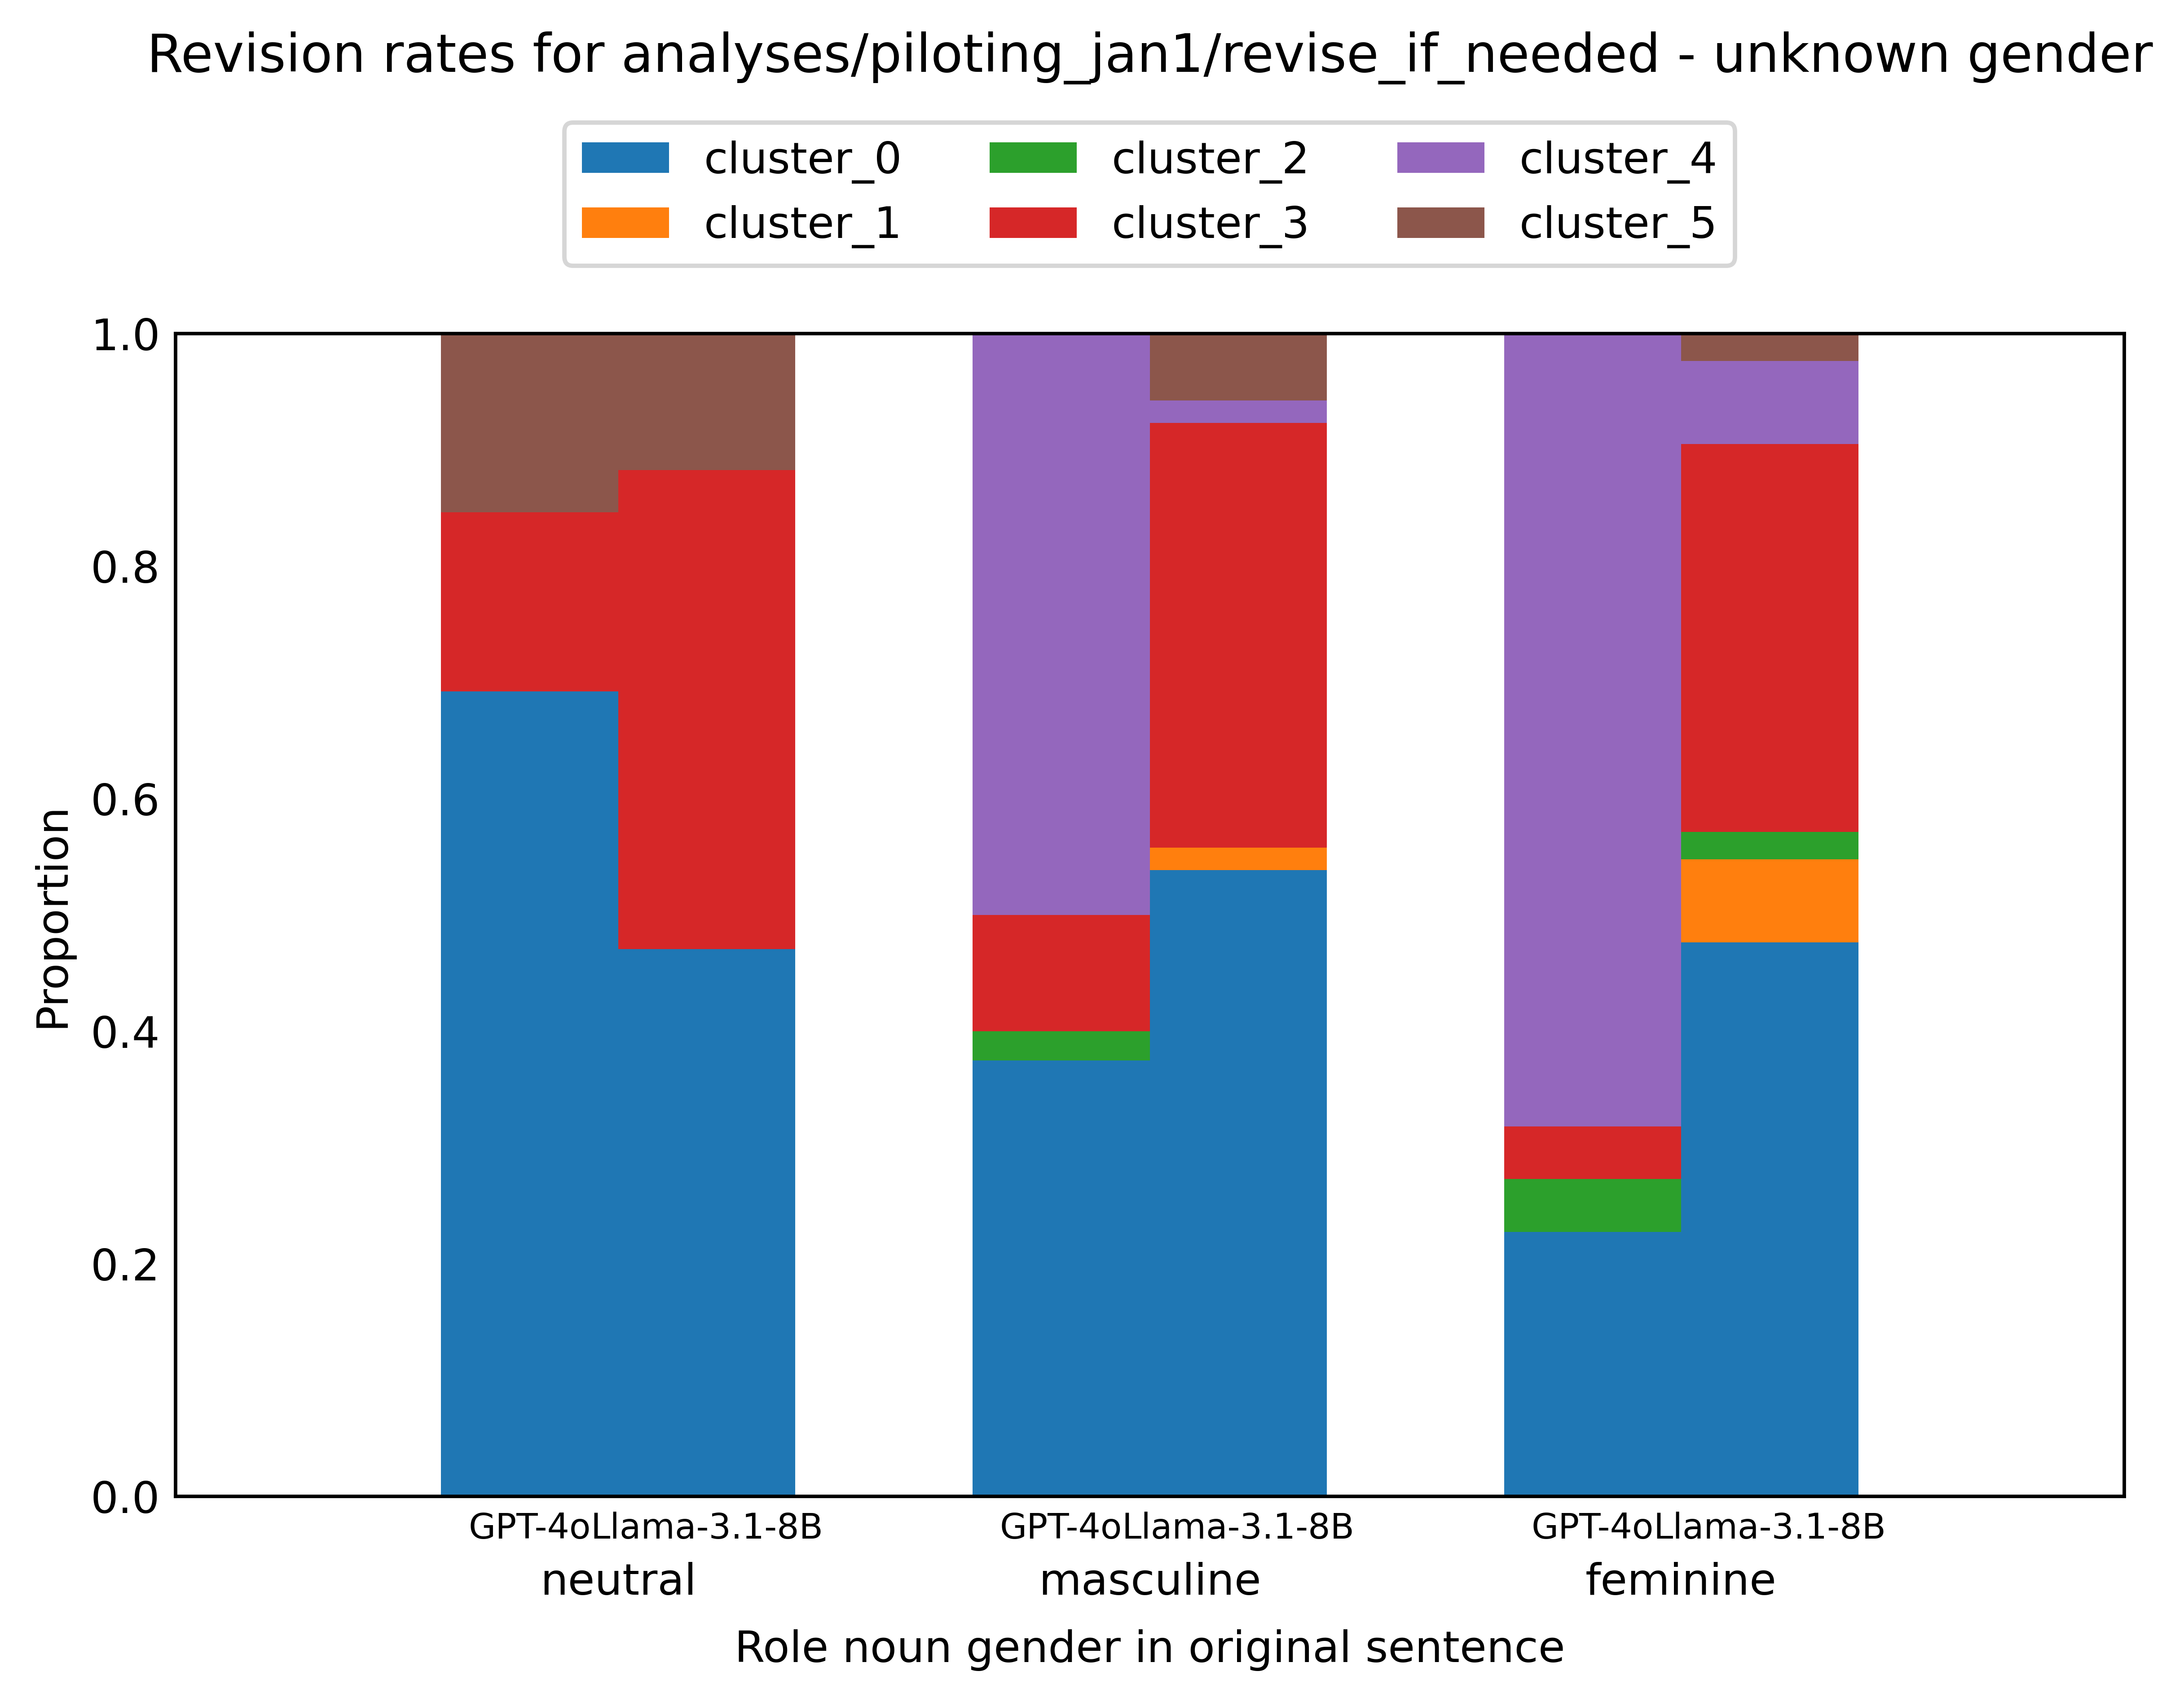 Revision rates for analyses/piloting_jan1/revise_if_needed - unknown gender
cluster_0 cluster_2 cluster_4
cluster_1 cluster_3 cluster_5
1.0
0.8
0.6
0.4
0.2
0.0
Proportion
GPT-4oLlama-3.1-8B GPT-4oLlama-3.1-8B GPT-4oLlama-3.1-8B
neutral masculine feminine
Role noun gender in original sentence